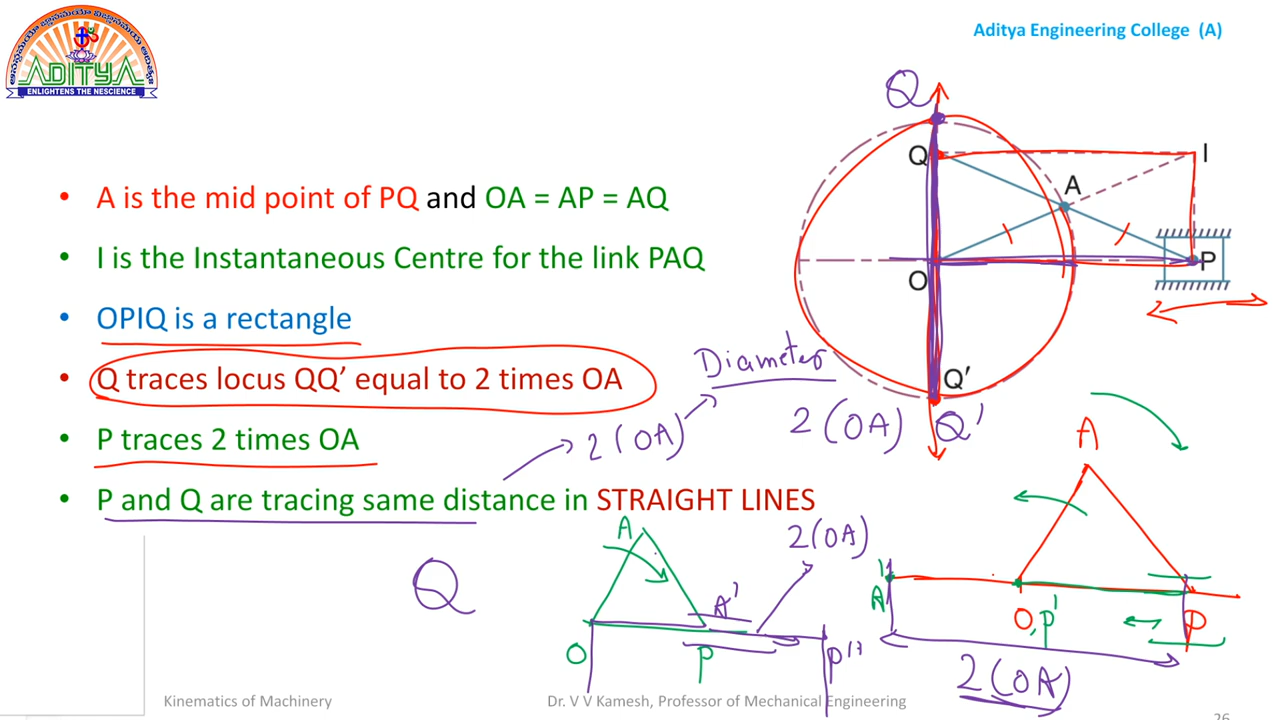 Aditya Engineering College (A)
ADITYA
ENLIGHTENS THE NESCIENCE
Q
Q
I
A
P
O
Q'
Q'
• A is the mid point of PQ and OA = AP = AQ
• I is the Instantaneous Centre for the link PAQ
• OPIQ is a rectangle
• Q traces locus QQ’ equal to 2 times OA
• P traces 2 times OA
• P and Q are tracing same distance in STRAIGHT LINES
Diameter
2(OA)
2(OA)
A
2(OA)
A'
O
P
P"
Q
A
A'
O, P'
P
2(OA)
Kinematics of Machinery
Dr. V V Kamesh, Professor of Mechanical Engineering
26